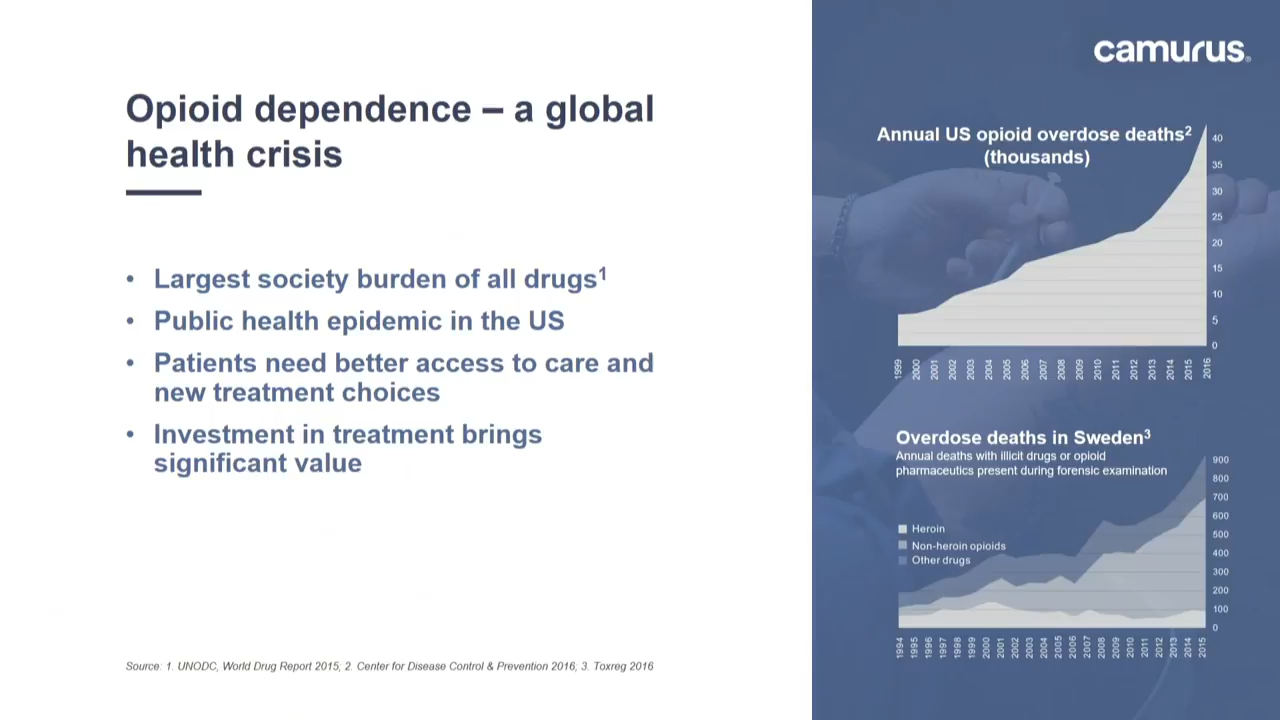 camurus®
Opioid dependence – a global
health crisis
• Largest society burden of all drugs¹
• Public health epidemic in the US
• Patients need better access to care and
new treatment choices
• Investment in treatment brings
significant value
Source: 1. UNODC, World Drug Report 2015, 2. Center for Disease Control & Prevention 2016, 3. Toxreg 2016
Annual US opioid overdose deaths²
(thousands)
40
35
30
25
20
15
10
5
0
1999 2000 2001 2002 2003 2004 2005 2006 2007 2008 2009 2010 2011 2012 2013 2014 2015 2016
Overdose deaths in Sweden³
Annual deaths with illicit drugs or opioid
pharmaceutics present during forensic examination
Heroin
Non-heroin opioids
Other drugs
900
800
700
600
500
400
300
200
100
0
1994 1995 1996 1997 1998 1999 2000 2001 2002 2003 2004 2005 2006 2007 2008 2009 2010 2011 2012 2013 2014 2015